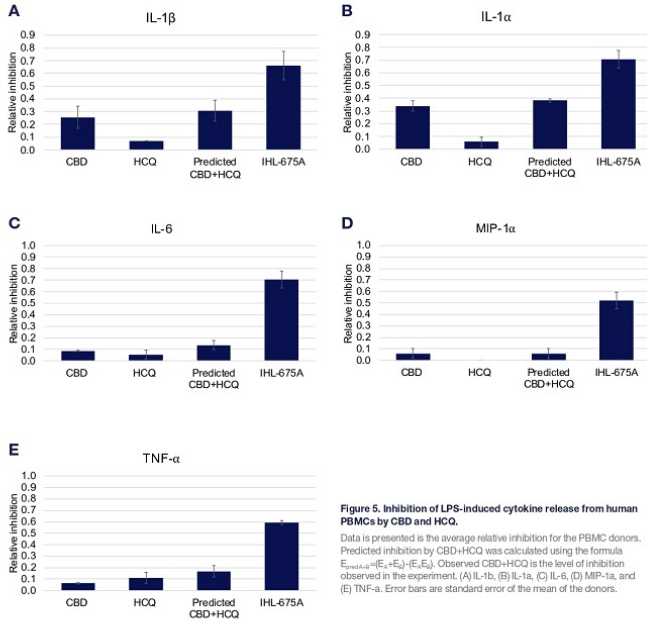 A
IL-1β
Relative inhibition
0.9
0.8
0.7
0.6
0.5
0.4
0.3
0.2
0.1
0.0
CBD
HCQ
Predicted
CBD+HCQ
IHL-675A
B
IL-1α
Relative inhibition
0.9
0.8
0.7
0.6
0.5
0.4
0.3
0.2
0.1
0.0
CBD
HCQ
Predicted
CBD+HCQ
IHL-675A
C
IL-6
Relative inhibition
1.0
0.9
0.8
0.7
0.6
0.5
0.4
0.3
0.2
0.1
0.0
CBD
HCQ
Predicted
CBD+HCQ
IHL-675A
D
MIP-1α
Relative inhibition
1.0
0.9
0.8
0.7
0.6
0.5
0.4
0.3
0.2
0.1
0.0
CBD
HCQ
Predicted
CBD+HCQ
IHL-675A
E
TNF-α
Relative inhibition
1.0
0.9
0.8
0.7
0.6
0.5
0.4
0.3
0.2
0.1
0.0
CBD
HCQ
Predicted
CBD+HCQ
IHL-675A
Figure 5. Inhibition of LPS-induced cytokine release from human
PBMCs by CBD and HCQ.
Data is presented is the average relative inhibition for the PBMC donors.
Predicted inhibition by CBD+HCQ was calculated using the formula
EpredA+B=(EA+EB)-(EAEB). Observed CBD+HCQ is the level of inhibition
observed in the experiment. (A) IL-1b, (B) IL-1a, (C) IL-6, (D) MIP-1a, and
(E) TNF-a. Error bars are standard error of the mean of the donors.